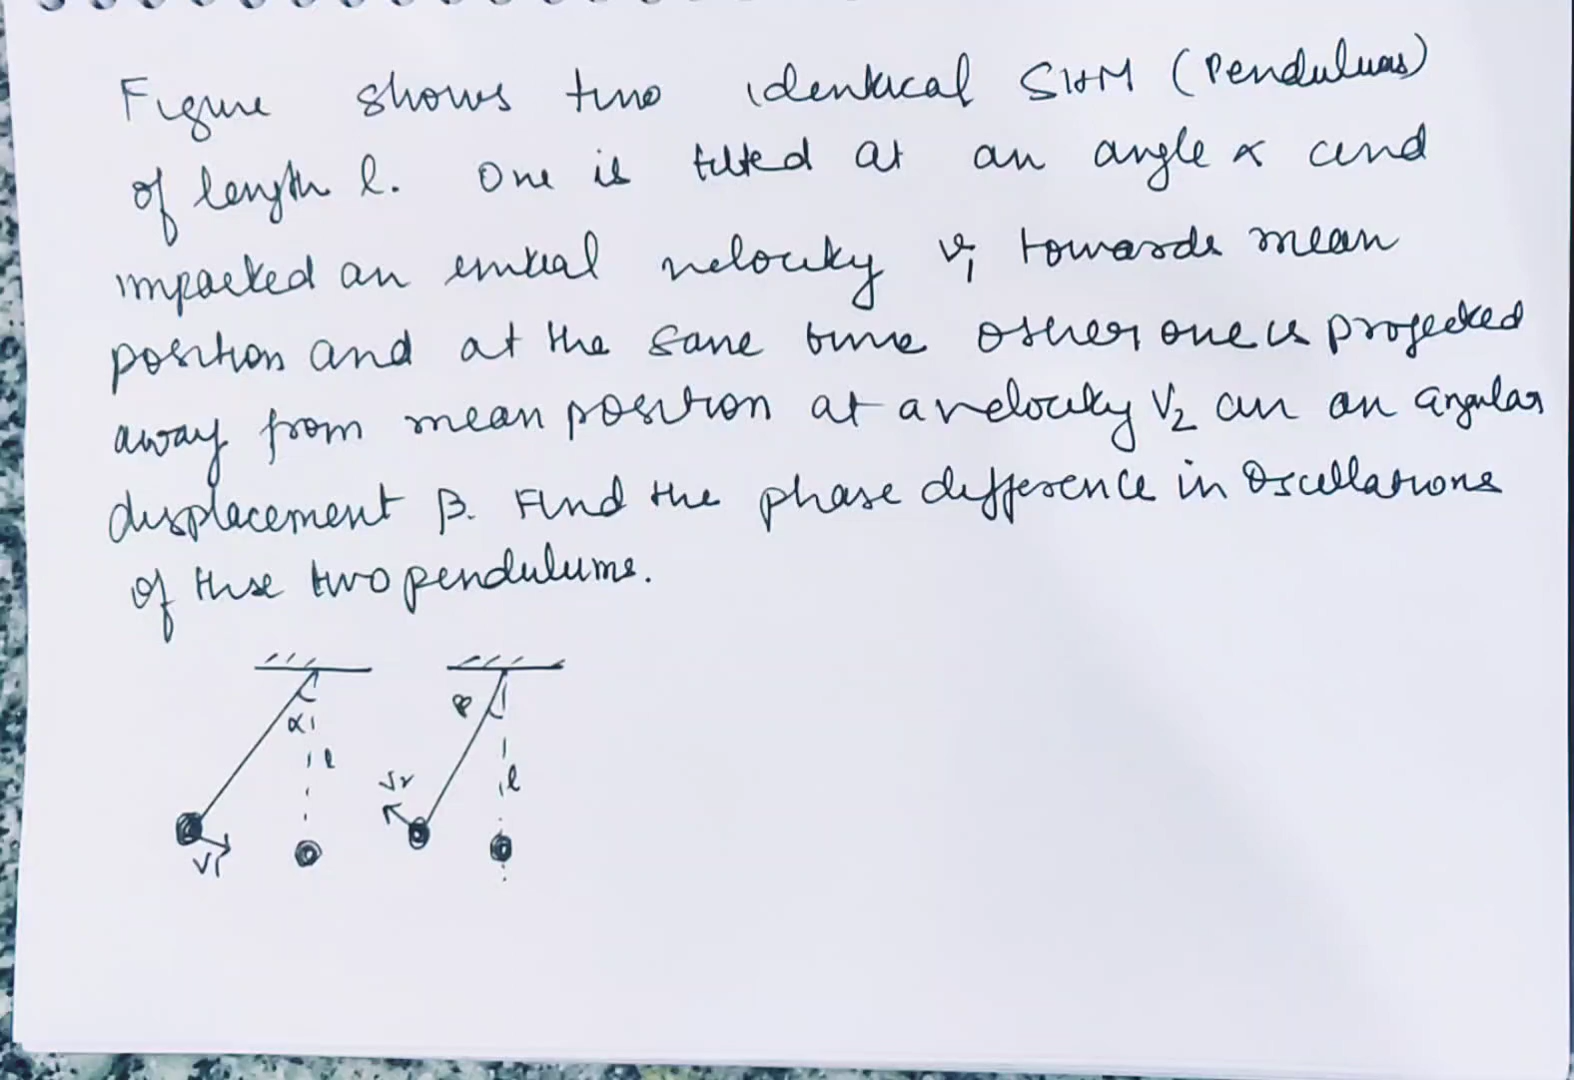 Figure shows two identical SHM (Pendulums)
of length l. One is tilted at an angle α and
imparted an initial velocity v₁ towards mean
position and at the same time other one is projected
away from mean position at a velocity V₂ at an angular
displacement β. Find the phase difference in Oscillations
of these two pendulums.
α β
l v₂ l
v₁